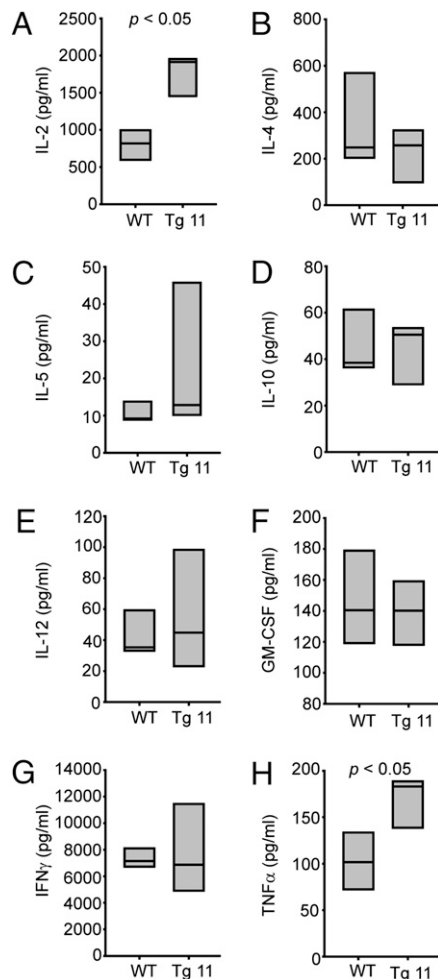 A
p < 0.05
IL-2 (pg/ml)
2500
2000
1500
1000
500
0
WT Tg 11
B
IL-4 (pg/ml)
800
600
400
200
0
WT Tg 11
C
IL-5 (pg/ml)
50
40
30
20
10
0
WT Tg 11
D
IL-10 (pg/ml)
80
60
40
20
0
WT Tg 11
E
IL-12 (pg/ml)
120
100
80
60
40
20
0
WT Tg 11
F
GM-CSF (pg/ml)
200
180
160
140
120
100
80
WT Tg 11
G
IFNγ (pg/ml)
14000
12000
10000
8000
6000
4000
2000
0
WT Tg 11
H
p < 0.05
TNFα (pg/ml)
200
150
100
50
0
WT Tg 11